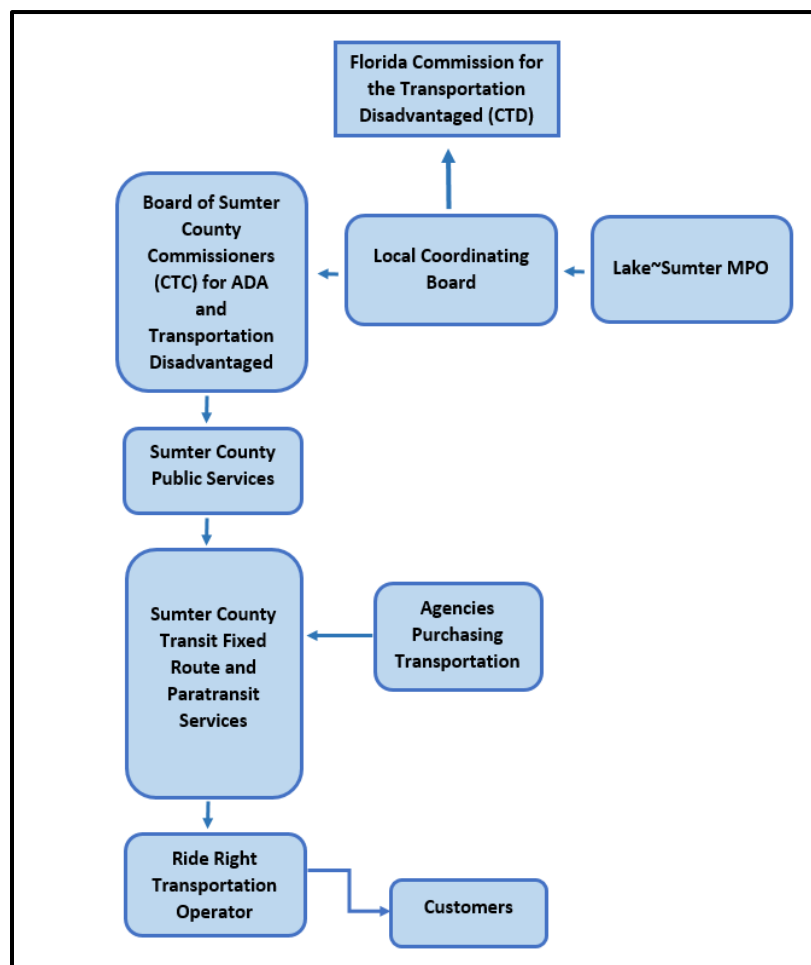 Florida Commission for
the Transportation
Disadvantaged (CTD)
Board of Sumter
County
Commissioners
(CTC) for ADA
and
Transportation
Disadvantaged
Local Coordinating
Board
Lake~Sumter MPO
Sumter County
Public Services
Sumter County
Transit Fixed
Route and
Paratransit
Services
Agencies
Purchasing
Transportation
Ride Right
Transportation
Operator
Customers